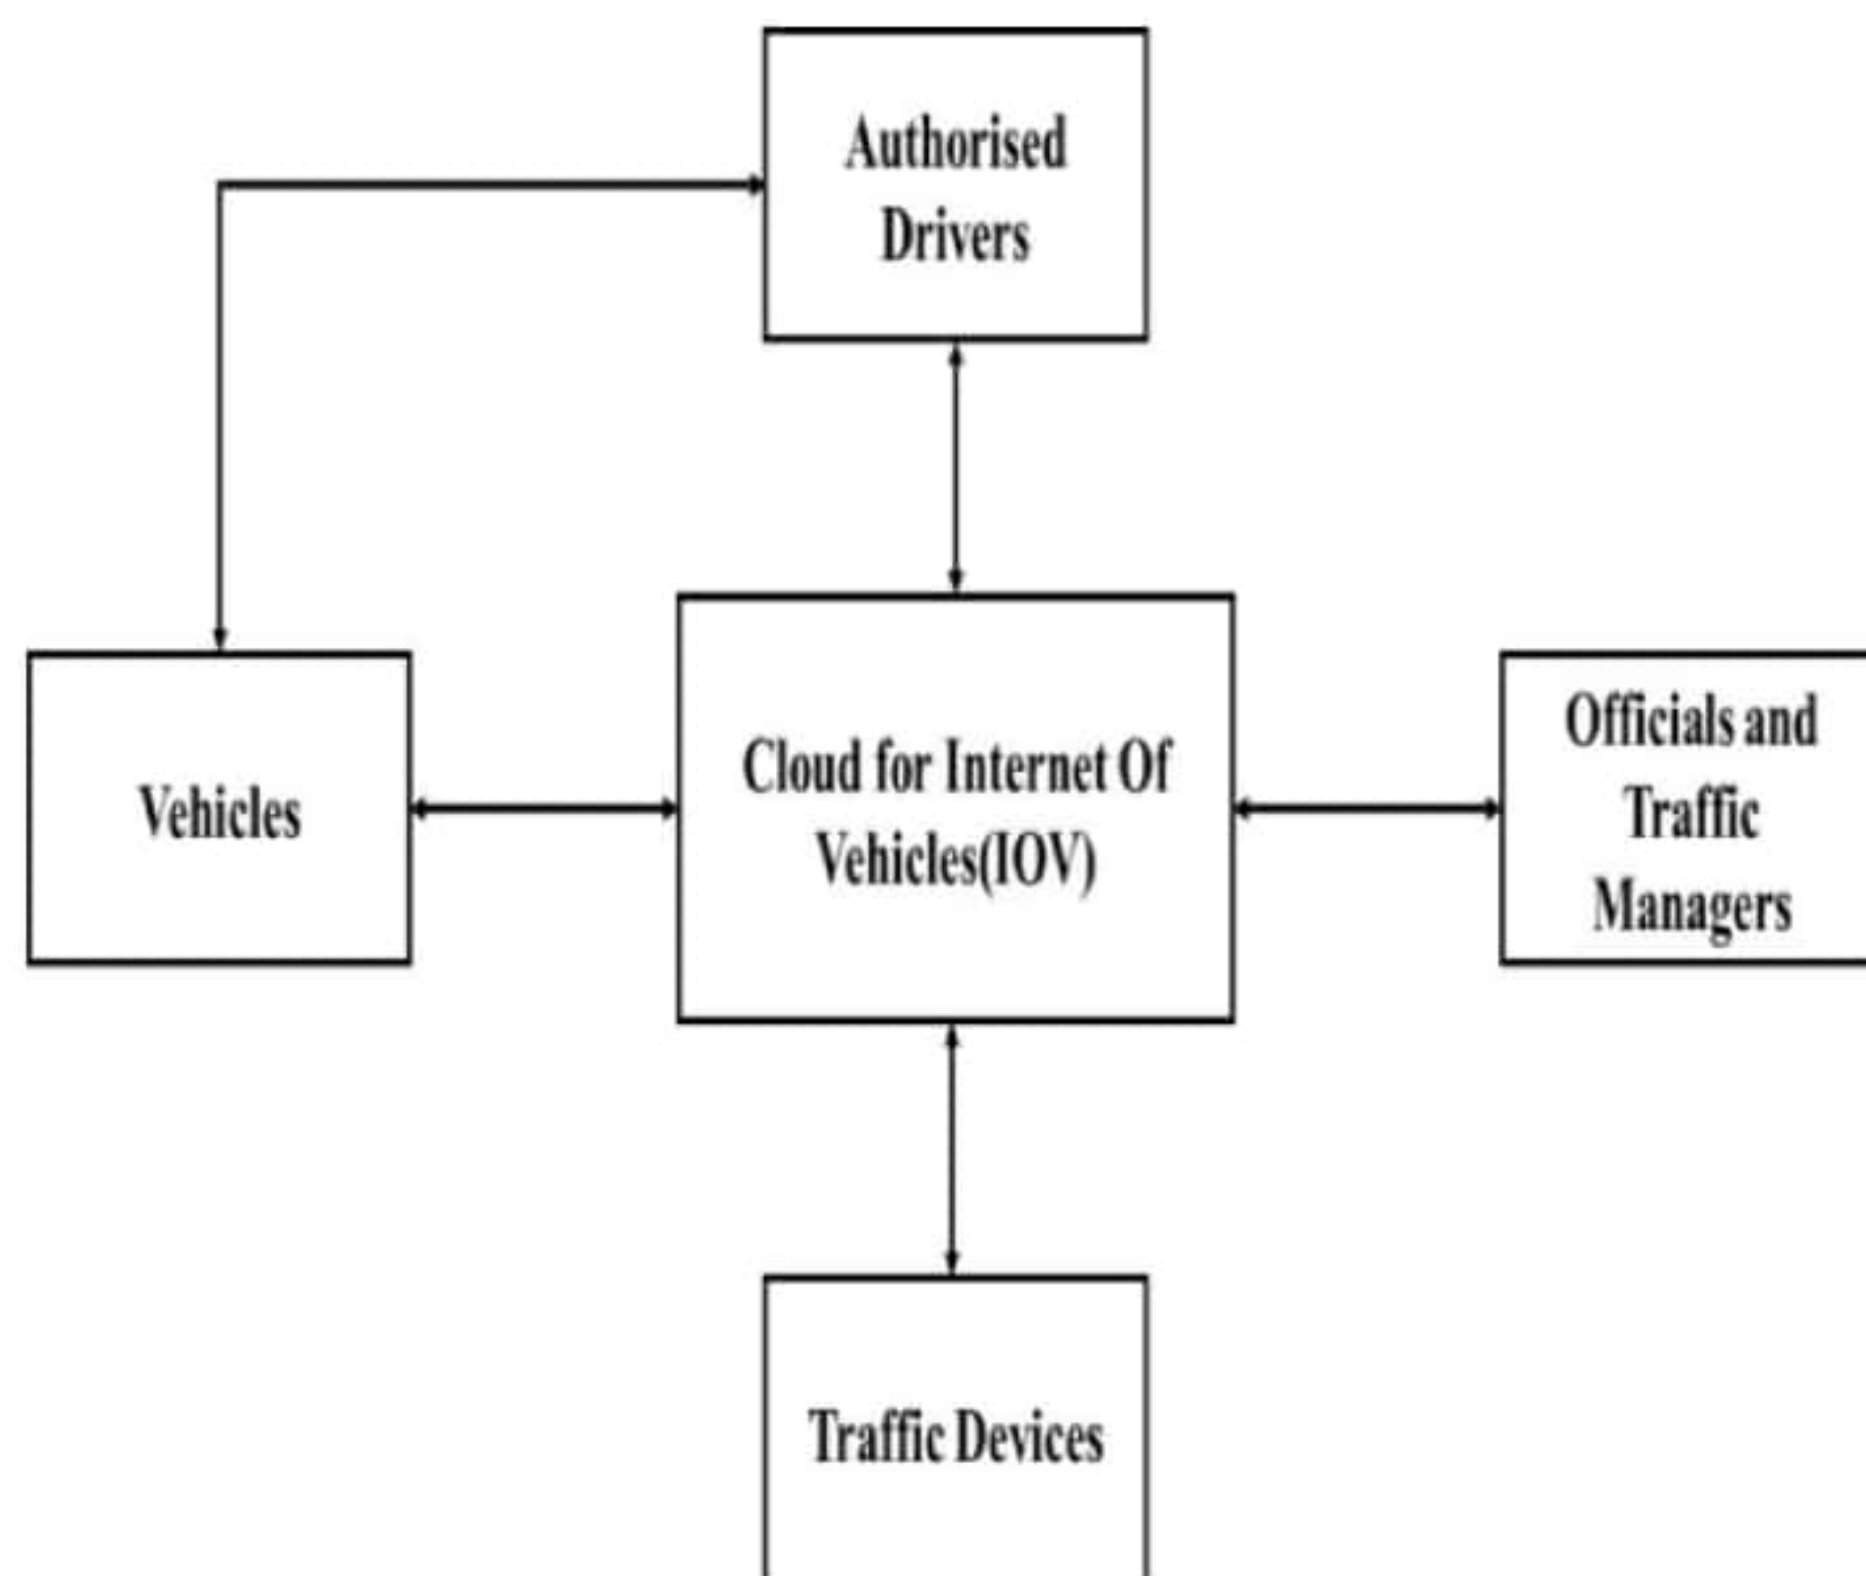 Authorised
Drivers
Vehicles
Cloud for Internet Of
Vehicles(IOV)
Officials and
Traffic
Managers
Traffic Devices